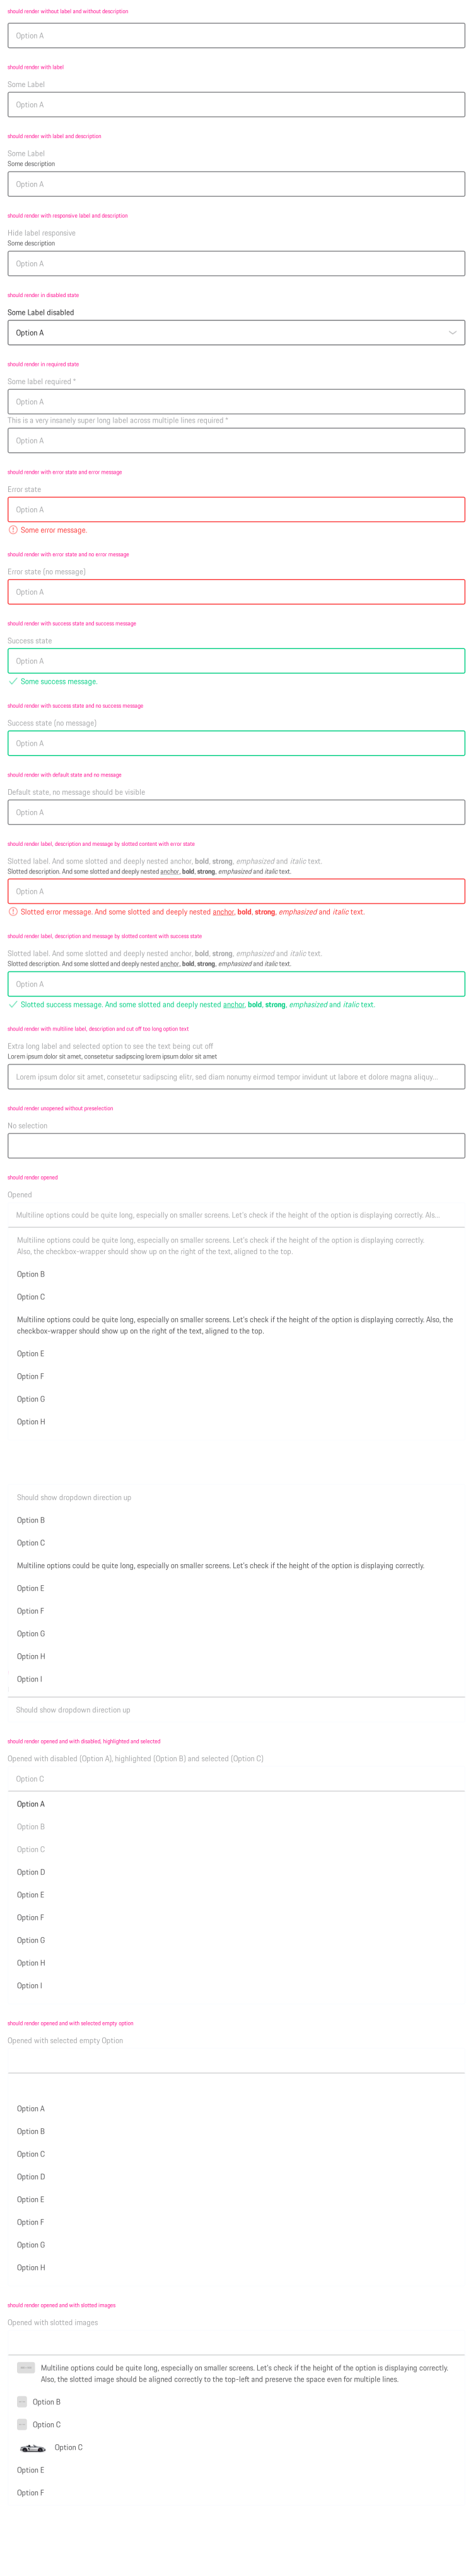 should render without label and without description
Option A
should render with label
Some Label
Option A
should render with label and description
Some Label
Some description
Option A
should render with responsive label and description
Hide label responsive
Some description
Option A
should render in disabled state
Some Label disabled
Option A
should render in required state
Some label required *
Option A
This is a very insanely super long label across multiple lines required *
Option A
should render with error state and error message
Error state
Option A
Some error message.
should render with error state and no error message
Error state (no message)
Option A
should render with success state and success message
Success state
Option A
Some success message.
should render with success state and no success message
Success state (no message)
Option A
should render with default state and no message
Default state, no message should be visible
Option A
should render label, description and message by slotted content with error state
Slotted label. And some slotted and deeply nested anchor, bold, strong, emphasized and italic text.
Slotted description. And some slotted and deeply nested anchor, bold, strong, emphasized and italic text.
Option A
Slotted error message. And some slotted and deeply nested anchor, bold, strong, emphasized and italic text.
should render label, description and message by slotted content with success state
Slotted label. And some slotted and deeply nested anchor, bold, strong, emphasized and italic text.
Slotted description. And some slotted and deeply nested anchor, bold, strong, emphasized and italic text.
Option A
Slotted success message. And some slotted and deeply nested anchor, bold, strong, emphasized and italic text.
should render with multiline label, description and cut off too long option text
Extra long label and selected option to see the text being cut off
Lorem ipsum dolor sit amet, consetetur sadipscing lorem ipsum dolor sit amet
Lorem ipsum dolor sit amet, consetetur sadipscing elitr, sed diam nonumy eirmod tempor invidunt ut labore et dolore magna aliquy...
should render unopened without preselection
No selection
should render opened
Opened
Multiline options could be quite long, especially on smaller screens. Let's check if the height of the option is displaying correctly. Als...
Multiline options could be quite long, especially on smaller screens. Let's check if the height of the option is displaying correctly.
Also, the checkbox-wrapper should show up on the right of the text, aligned to the top.
Option B
Option C
Multiline options could be quite long, especially on smaller screens. Let's check if the height of the option is displaying correctly. Also, the
checkbox-wrapper should show up on the right of the text, aligned to the top.
Option E
Option F
Option G
Option H
Should show dropdown direction up
Option B
Option C
Multiline options could be quite long, especially on smaller screens. Let's check if the height of the option is displaying correctly.
Option E
Option F
Option G
Option H
Option I
Should show dropdown direction up
should render opened and with disabled, highlighted and selected
Opened with disabled (Option A), highlighted (Option B) and selected (Option C)
Option C
Option A
Option B
Option C
Option D
Option E
Option F
Option G
Option H
Option I
should render opened and with selected empty option
Opened with selected empty Option
Option A
Option B
Option C
Option D
Option E
Option F
Option G
Option H
should render opened and with slotted images
Opened with slotted images
Multiline options could be quite long, especially on smaller screens. Let's check if the height of the option is displaying correctly.
Also, the slotted image should be aligned correctly to the top-left and preserve the space even for multiple lines.
Option B
Option C
Option C
Option E
Option F